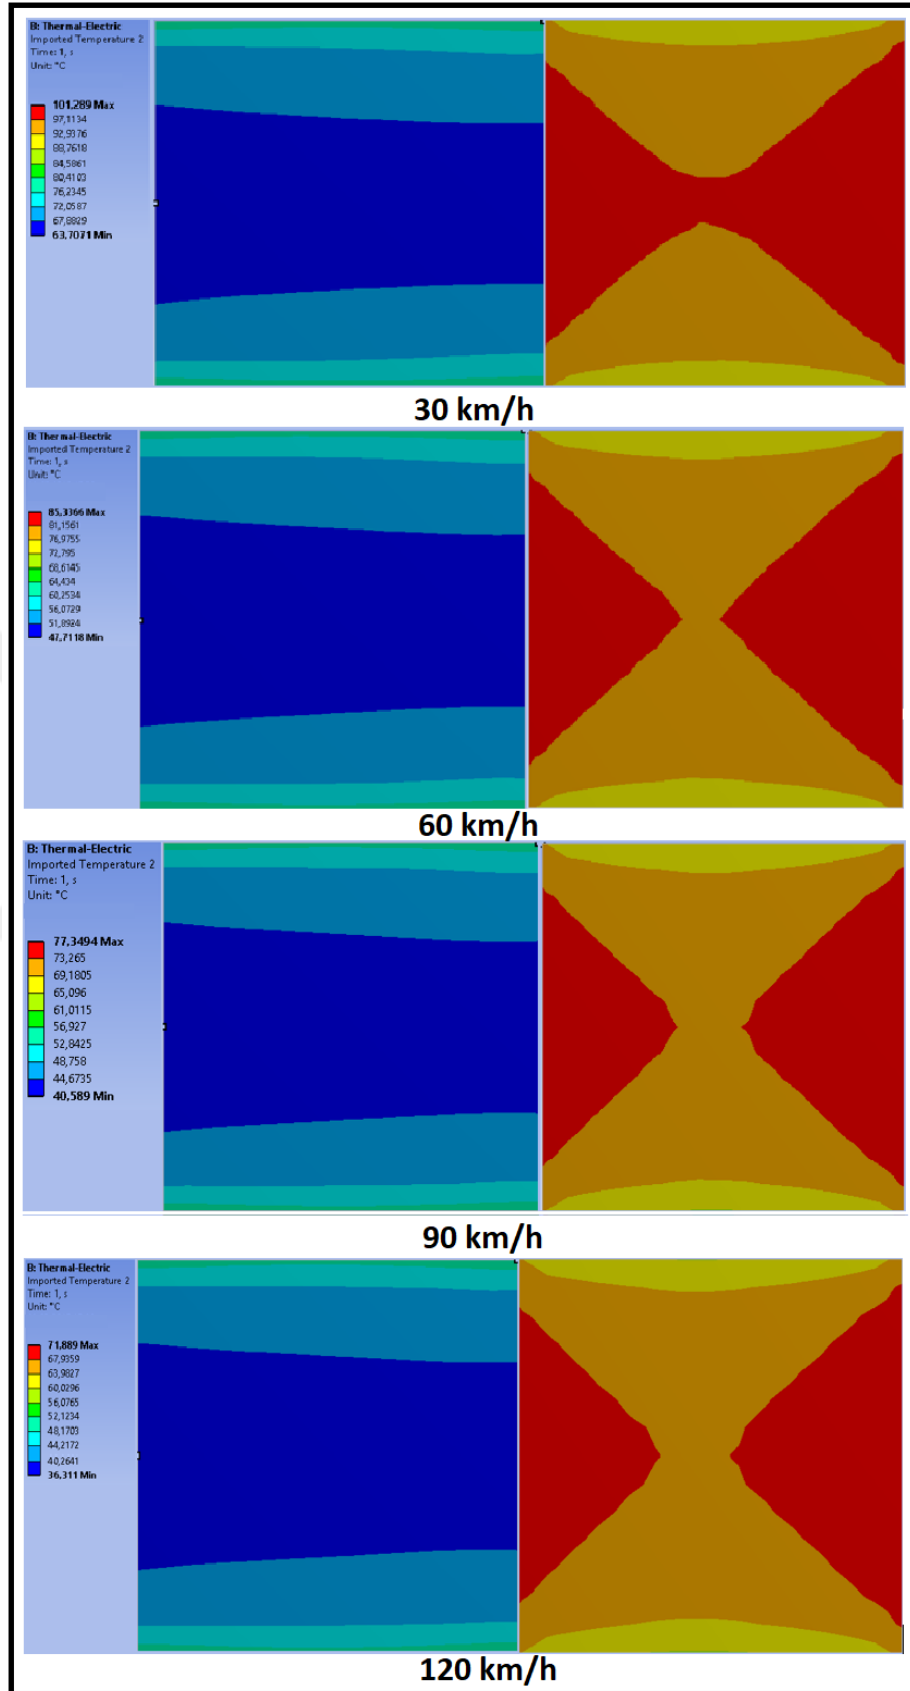 B: Thermal-Electric
Imported Temperature 2
Time: 1, s
Unit: °C
101,289 Max
97,1134
92,9376
88,7618
84,5861
80,4103
76,2345
72,0587
67,8829
63,7071 Min
30 km/h
B: Thermal-Electric
Imported Temperature 2
Time: 1, s
Unit: °C
85,3366 Max
81,1561
76,9755
72,795
68,6145
64,434
60,2534
56,0729
51,8924
47,7118 Min
60 km/h
B: Thermal-Electric
Imported Temperature 2
Time: 1, s
Unit: °C
77,3494 Max
73,265
69,1805
65,096
61,0115
56,927
52,8425
48,758
44,6735
40,589 Min
90 km/h
B: Thermal-Electric
Imported Temperature 2
Time: 1, s
Unit: °C
71,889 Max
67,9359
63,9827
60,0296
56,0765
52,1234
48,1703
44,2172
40,2641
36,311 Min
120 km/h